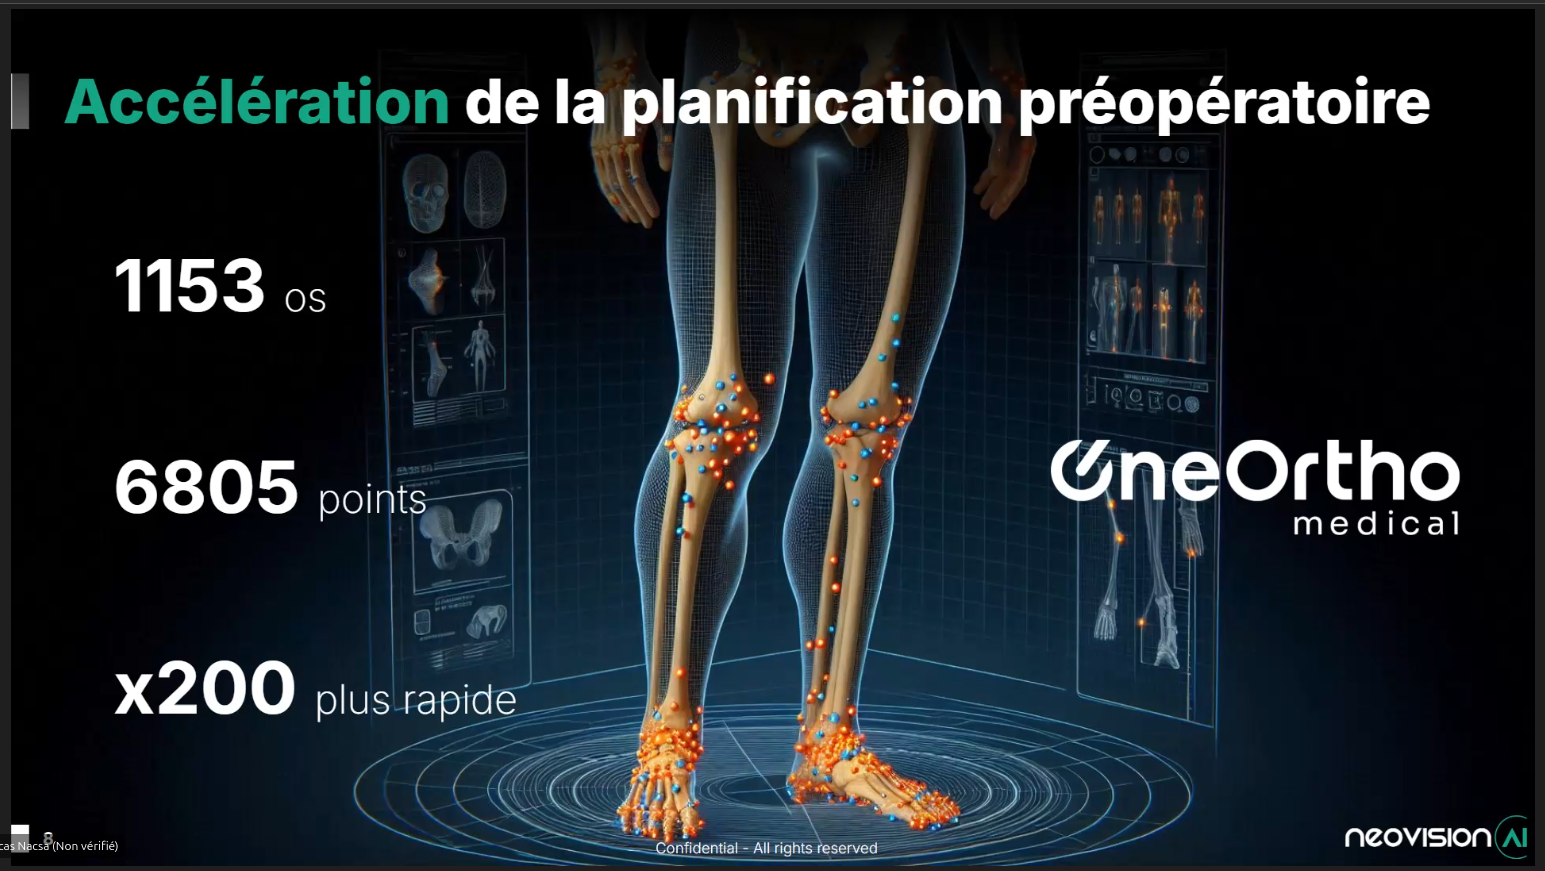 Accélération de la planification préopératoire
1153 os
6805 points
OneOrtho
medical
x200 plus rapide
8
cas Nacsa (Non vérifié)
Confidential - All rights reserved
neovision AI